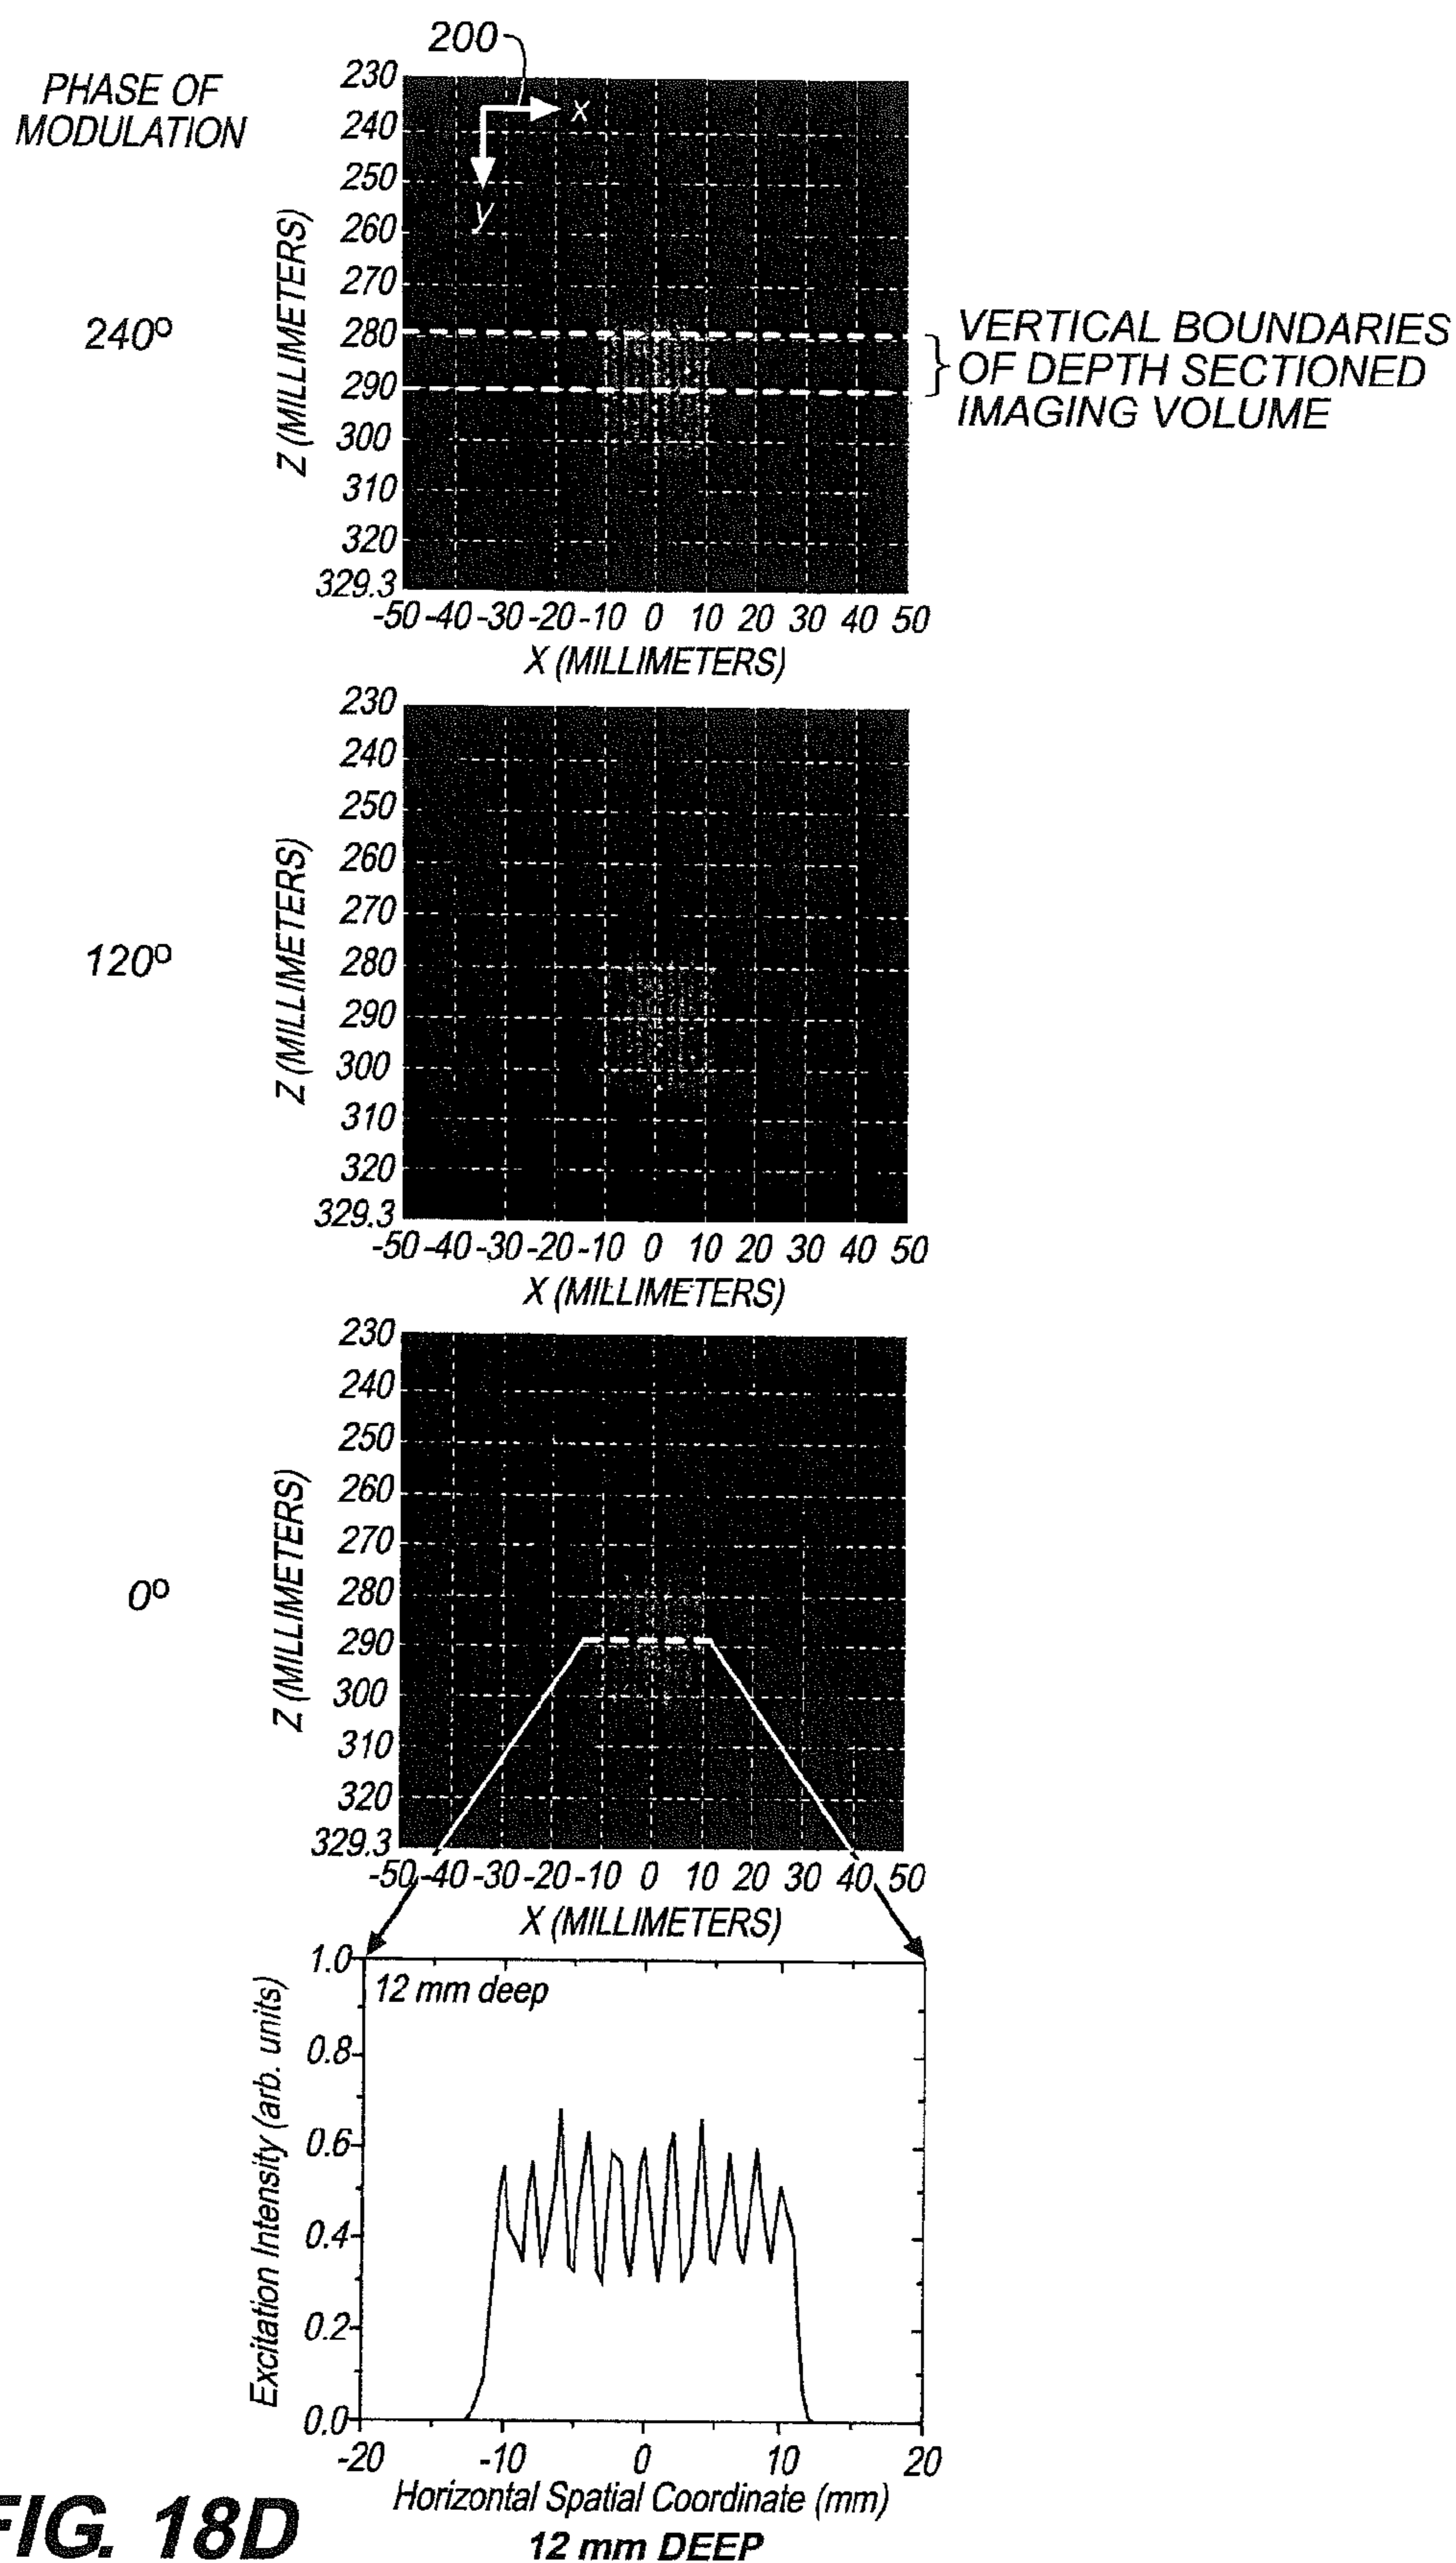 200
PHASE OF
MODULATION
x
y
230
240
250
260
270
280
290
300
310
320
329.3
Z (MILLIMETERS)
240º
VERTICAL BOUNDARIES
OF DEPTH SECTIONED
IMAGING VOLUME
-50 -40 -30 -20 -10 0 10 20 30 40 50
X (MILLIMETERS)
230
240
250
260
270
280
290
300
310
320
329.3
Z (MILLIMETERS)
120º
-50 -40 -30 -20 -10 0 10 20 30 40 50
X (MILLIMETERS)
230
240
250
260
270
280
290
300
310
320
329.3
Z (MILLIMETERS)
0º
-50 -40 -30 -20 -10 0 10 20 30 40 50
X (MILLIMETERS)
1.0
0.8
0.6
0.4
0.2
0.0
Excitation Intensity (arb. units)
12 mm deep
-20 -10 0 10 20
Horizontal Spatial Coordinate (mm)
12 mm DEEP
FIG. 18D